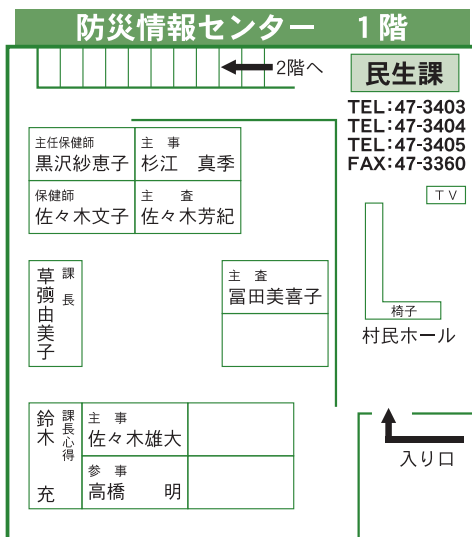 防災情報センター　1階
2階へ
民生課
TEL:47-3403
TEL:47-3404
TEL:47-3405
FAX:47-3360
主任保健師
黒沢紗恵子
主　事
杉江　真季
保健師
佐々木文子
主　査
佐々木芳紀
TV
課長
草彅由美子
主　査
冨田美喜子
椅子
村民ホール
課長心得
鈴木　充
主　事
佐々木雄大
参　事
高橋　明
入り口